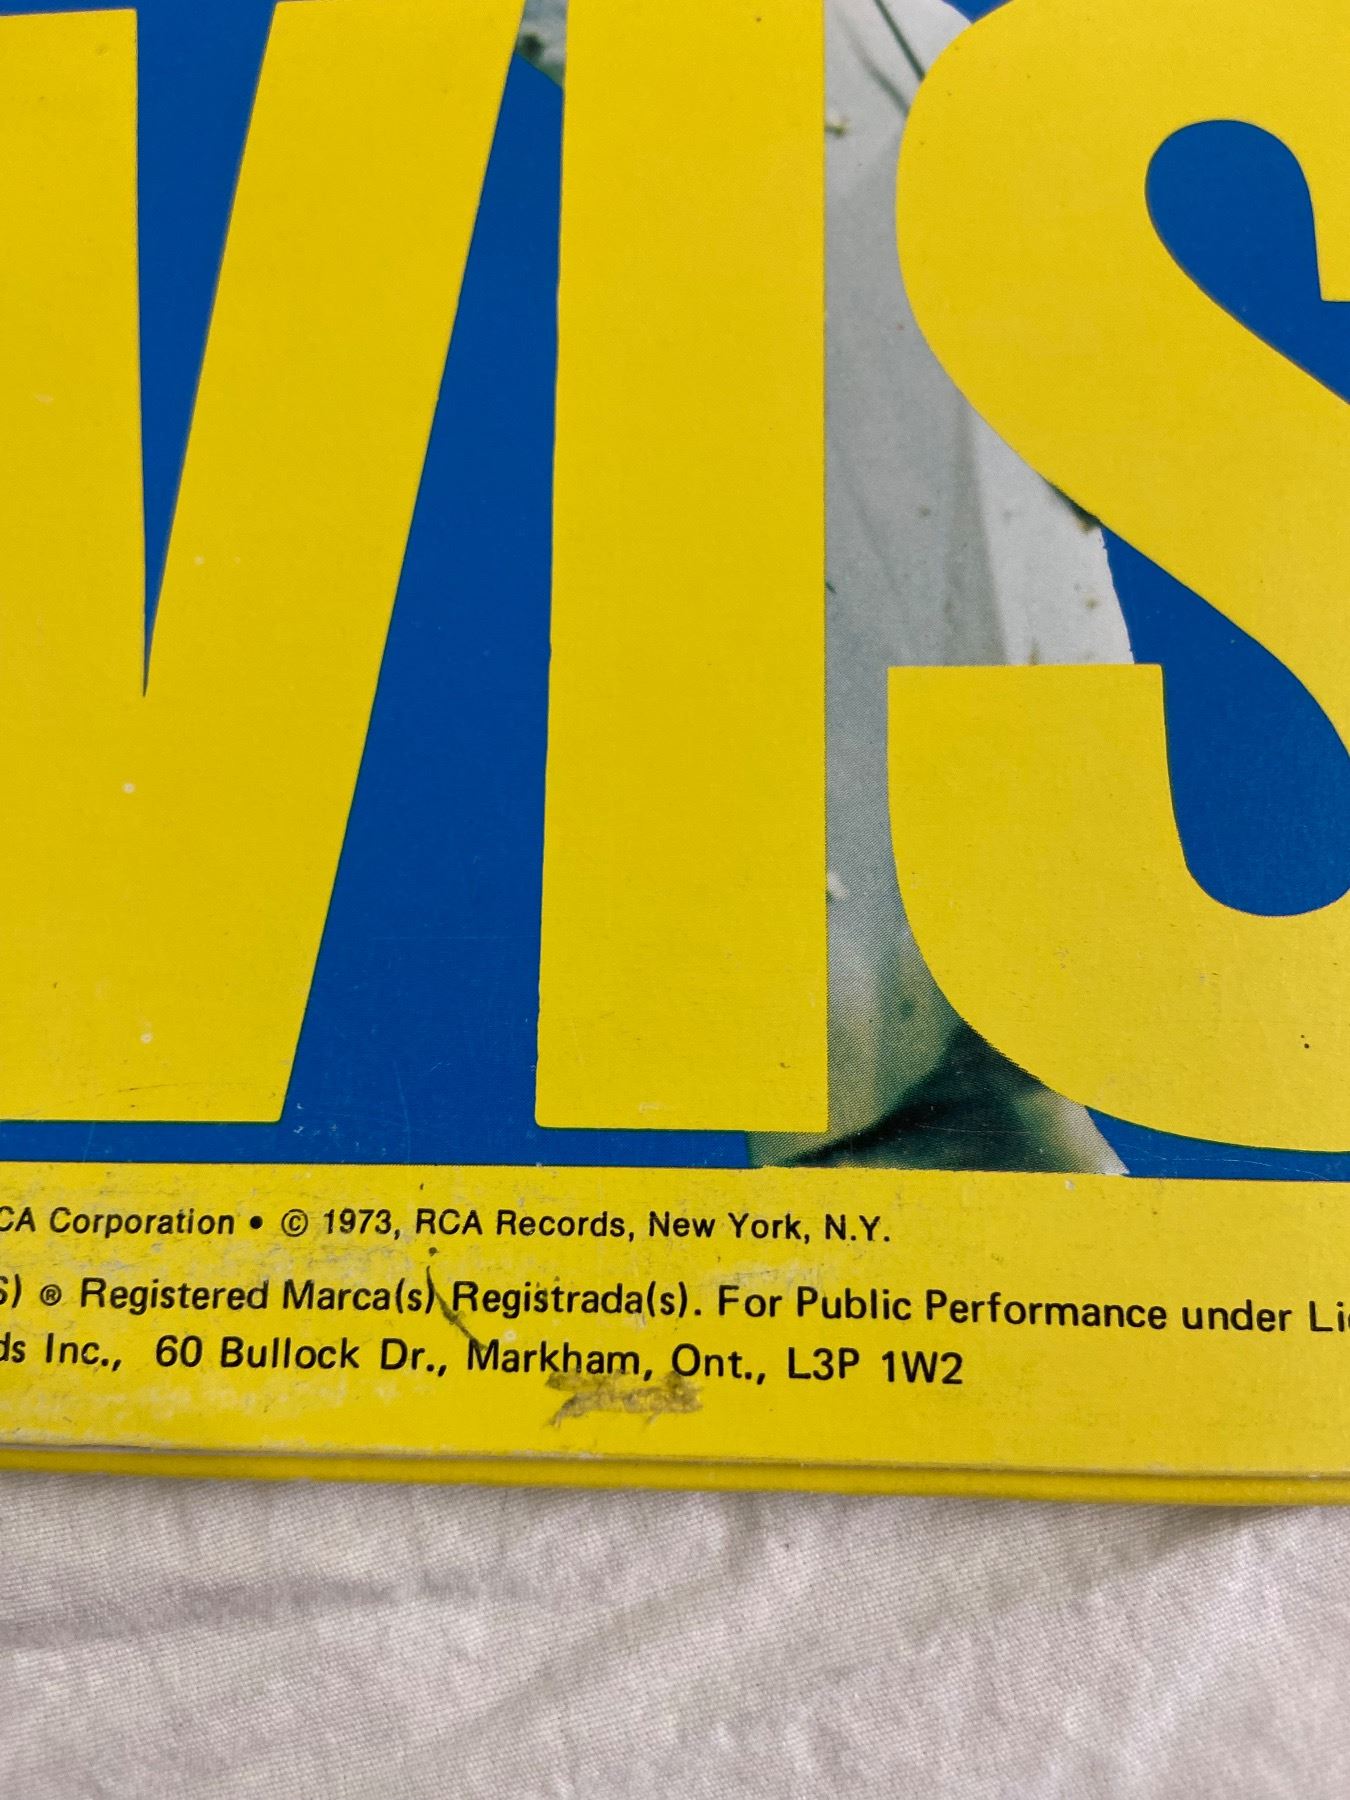 VIS
CA Corporation • © 1973, RCA Records, New York, N.Y.
S) ® Registered Marca(s) Registrada(s). For Public Performance under Li
ds Inc., 60 Bullock Dr., Markham, Ont., L3P 1W2